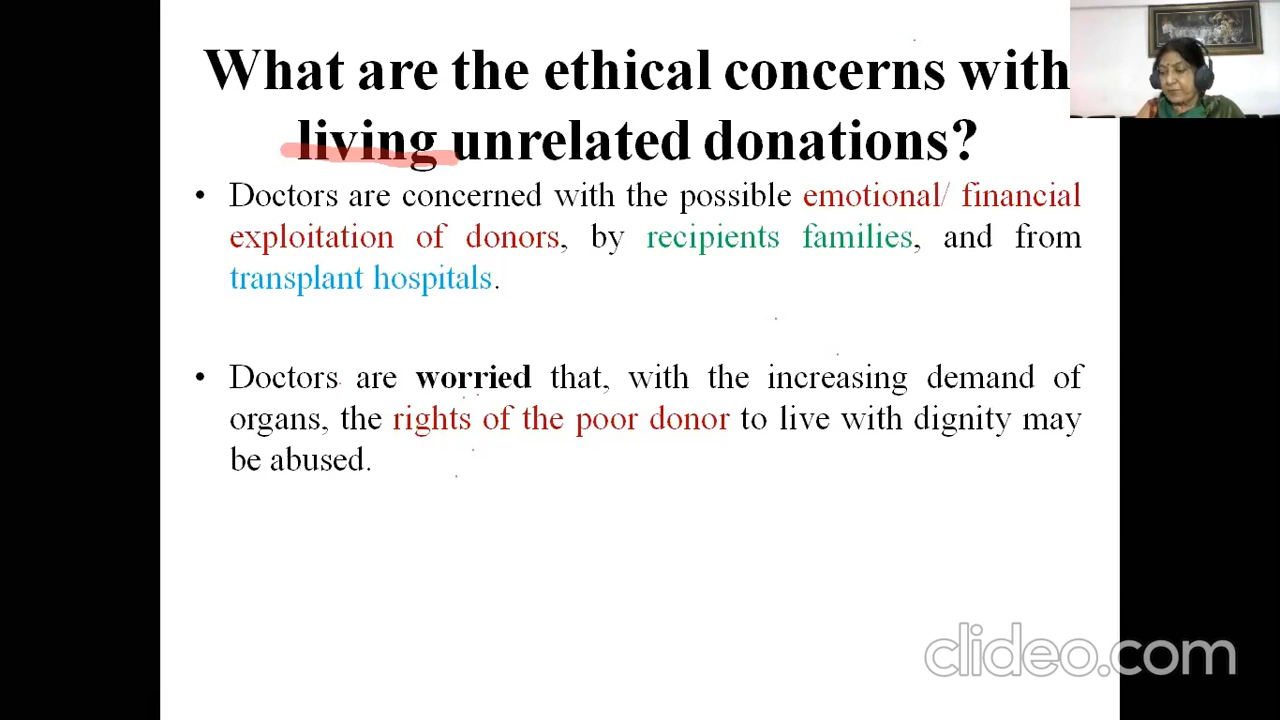 What are the ethical concerns with
living unrelated donations?
• Doctors are concerned with the possible emotional/ financial
exploitation of donors, by recipients families, and from
transplant hospitals.
• Doctors are worried that, with the increasing demand of
organs, the rights of the poor donor to live with dignity may
be abused.
clideo.com